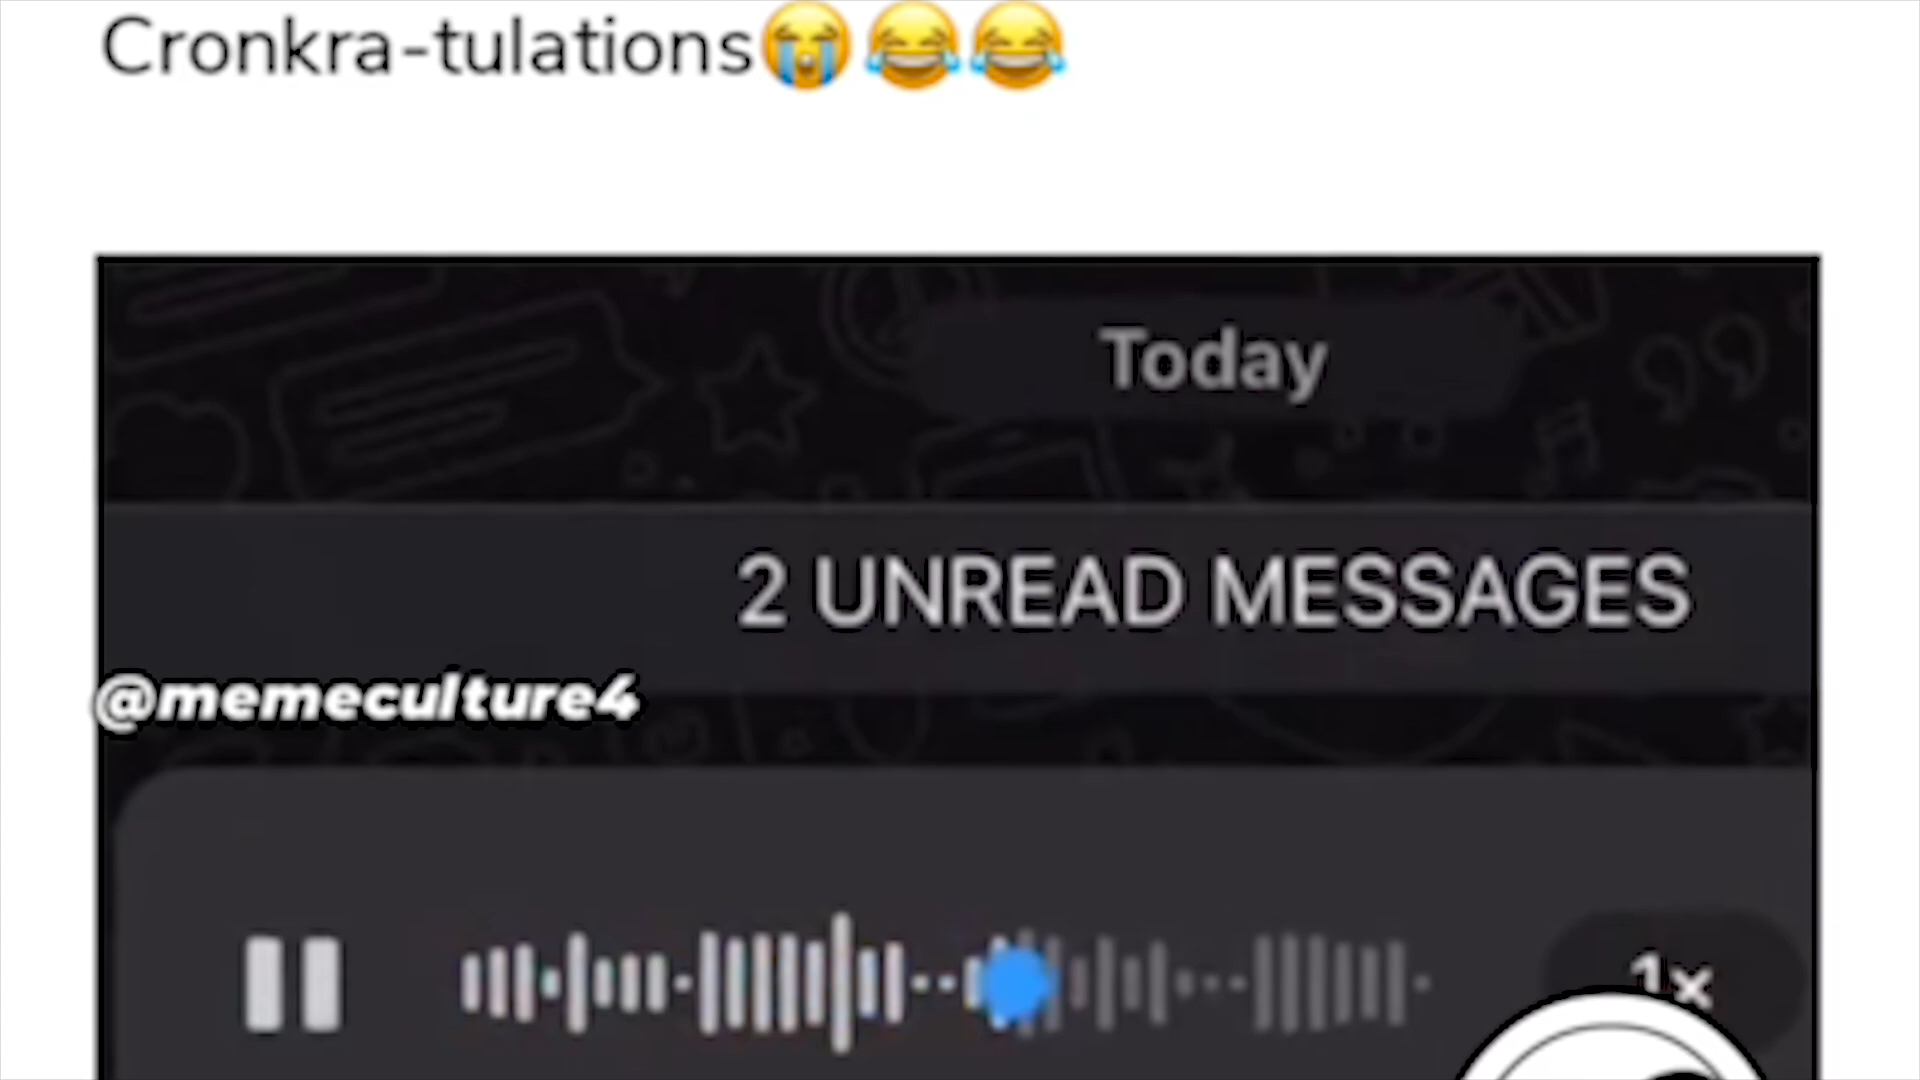 Cronkra-tulations😭😂😂
Today
2 UNREAD MESSAGES
@memeculture4
1x